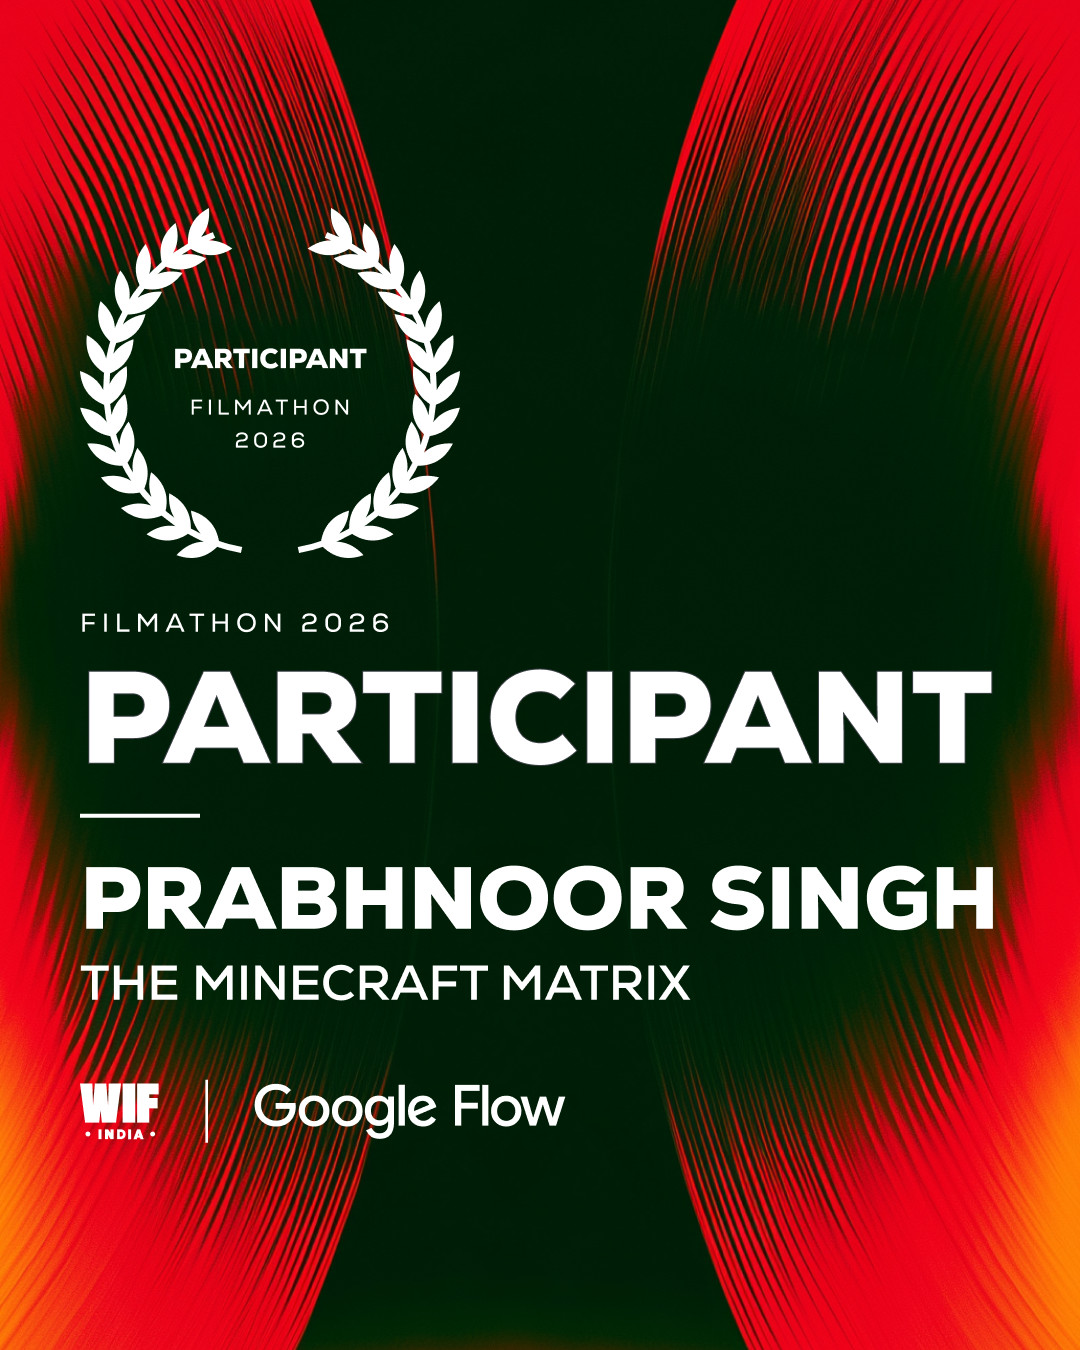 PARTICIPANT
FILMATHON
2026
FILMATHON 2026
PARTICIPANT
PRABHNOOR SINGH
THE MINECRAFT MATRIX
WIF
• INDIA •
Google Flow